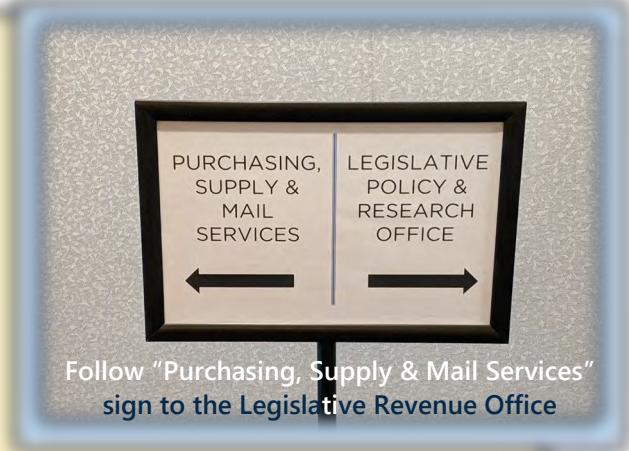 PURCHASING,
SUPPLY &
MAIL
SERVICES
LEGISLATIVE
POLICY &
RESEARCH
OFFICE
Follow “Purchasing, Supply & Mail Services”
sign to the Legislative Revenue Office